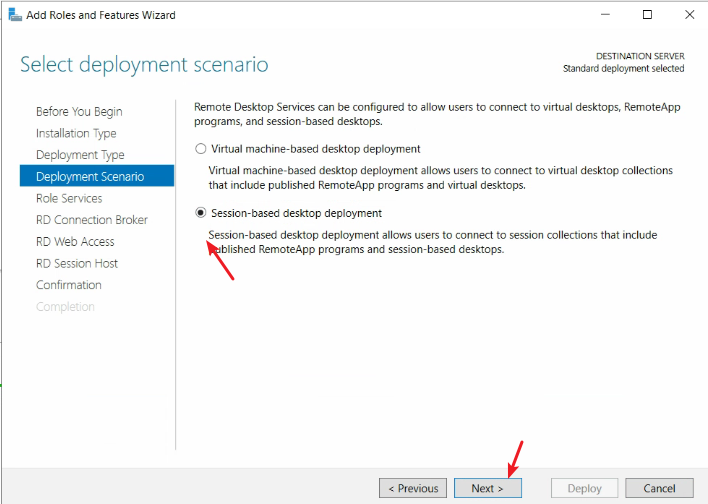 Add Roles and Features Wizard
Select deployment scenario
DESTINATION SERVER
Standard deployment selected
Before You Begin
Installation Type
Deployment Type
Deployment Scenario
Role Services
RD Connection Broker
RD Web Access
RD Session Host
Confirmation
Completion
Remote Desktop Services can be configured to allow users to connect to virtual desktops, RemoteApp
programs, and session-based desktops.
Virtual machine-based desktop deployment
Virtual machine-based desktop deployment allows users to connect to virtual desktop collections
that include published RemoteApp programs and virtual desktops.
Session-based desktop deployment
Session-based desktop deployment allows users to connect to session collections that include
published RemoteApp programs and session-based desktops.
< Previous
Next >
Deploy
Cancel